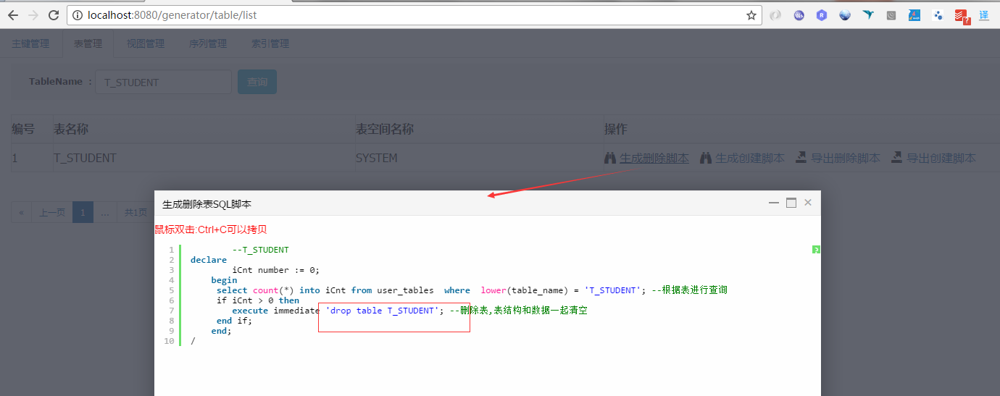 localhost:8080/generator/table/list
主键管理 表管理 视图管理 序列管理 索引管理
TableName : T_STUDENT 查询
编号 表名称 表空间名称 操作
1 T_STUDENT SYSTEM 生成删除脚本 生成创建脚本 导出删除脚本 导出创建脚本
« 上一页 1 ... 共1页
生成删除表SQL脚本
鼠标双击:Ctrl+C可以拷贝
1 --T_STUDENT
2 declare
3 iCnt number := 0;
4 begin
5 select count(*) into iCnt from user_tables where lower(table_name) = 'T_STUDENT'; --根据表进行查询
6 if iCnt > 0 then
7 execute immediate 'drop table T_STUDENT'; --删除表,表结构和数据一起清空
8 end if;
9 end;
10 /
?